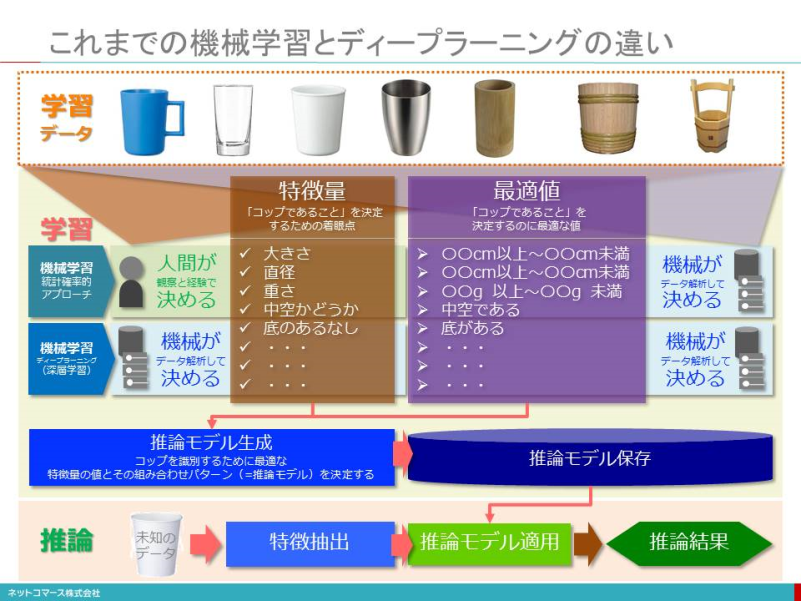 これまでの機械学習とディープラーニングの違い
学習
データ
学習
特徴量
「コップであること」を決定
するための着眼点
最適値
「コップであること」を
決定するのに最適な値
機械学習
統計確率的
アプローチ
人間が
観察と経験で
決める
✓ 大きさ
✓ 直径
✓ 重さ
✓ 中空かどうか
✓ 底のあるなし
✓ ・・・
✓ ・・・
✓ ・・・
➢ 〇〇cm以上～〇〇cm未満
➢ 〇〇cm以上～〇〇cm未満
➢ 〇〇g 以上～〇〇g 未満
➢ 中空である
➢ 底がある
➢ ・・・
➢ ・・・
➢ ・・・
機械が
データ解析して
決める
機械学習
ディープラーニング
(深層学習)
機械が
データ解析して
決める
機械が
データ解析して
決める
推論モデル生成
コップを識別するために最適な
特徴量の値とその組み合わせパターン（=推論モデル）を決定する
推論モデル保存
推論
未知の
データ
特徴抽出
推論モデル適用
推論結果
ネットコマース株式会社